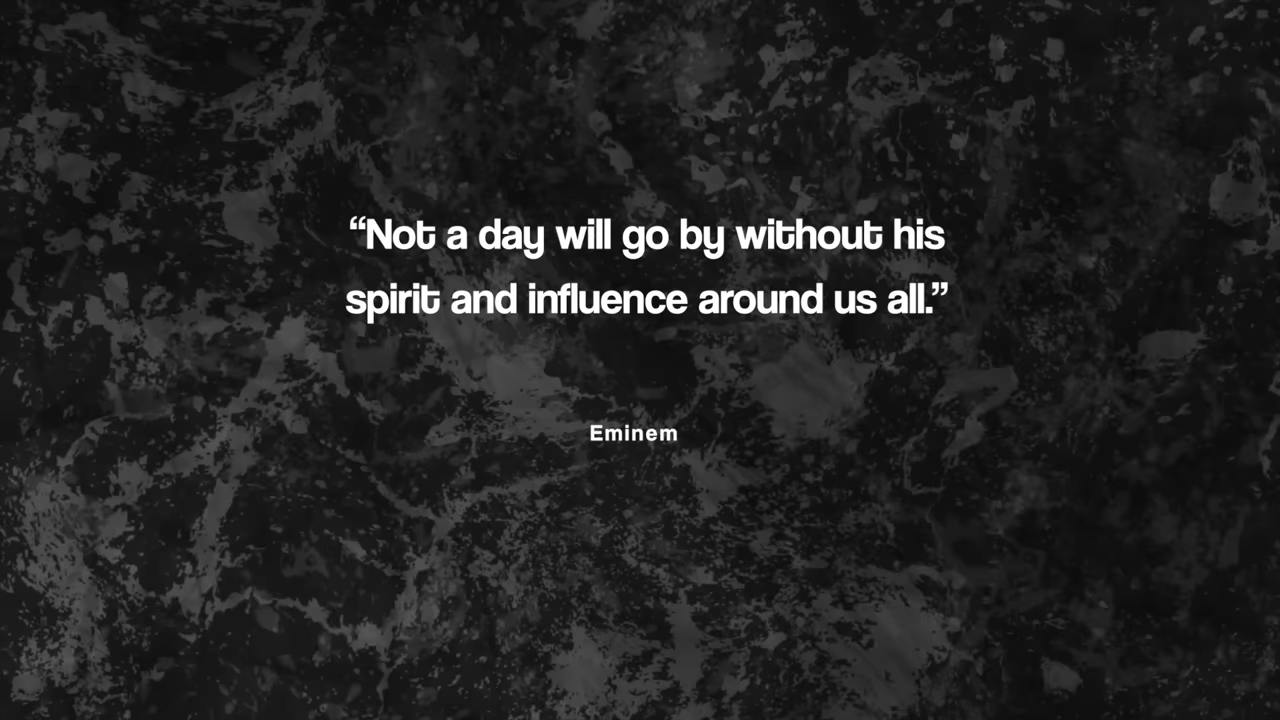 “Not a day will go by without his
spirit and influence around us all.”
Eminem